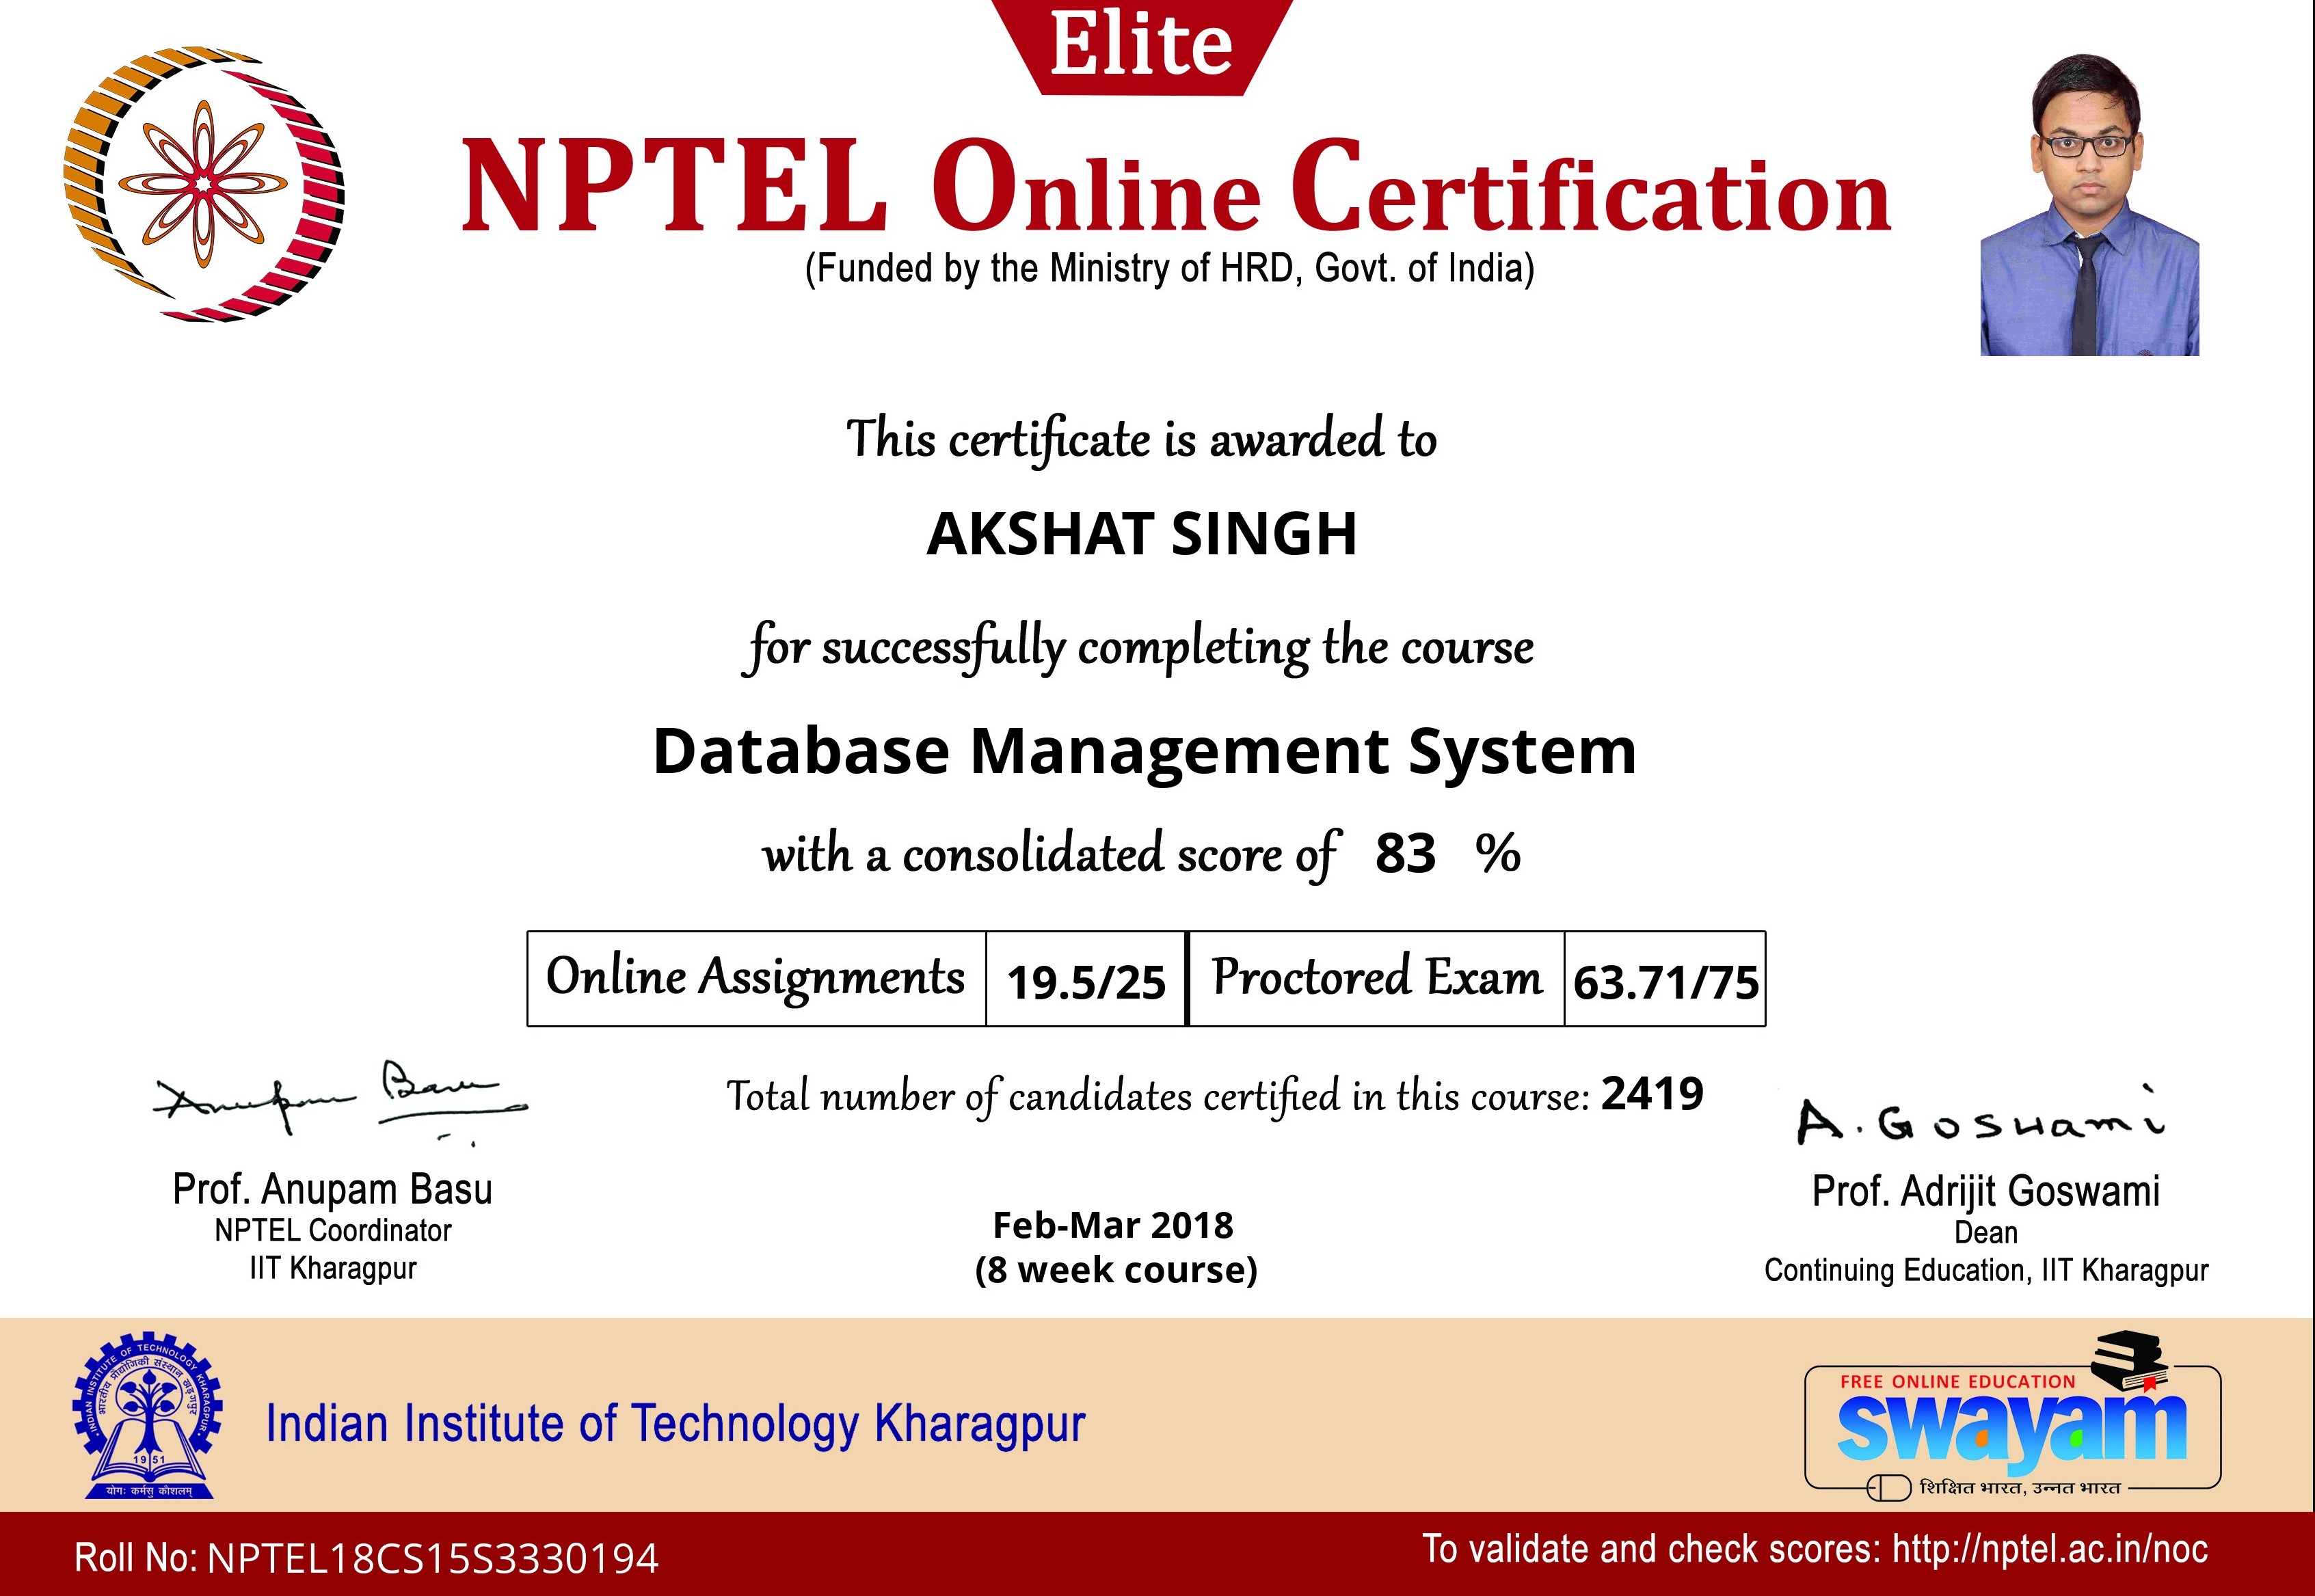 Elite
NPTEL Online Certification
(Funded by the Ministry of HRD, Govt. of India)
This certificate is awarded to
AKSHAT SINGH
for successfully completing the course
Database Management System
with a consolidated score of 83 %
Online Assignments 19.5/25 Proctored Exam 63.71/75
Total number of candidates certified in this course: 2419
Anupam Basu
A. Goswami
Prof. Anupam Basu
NPTEL Coordinator
IIT Kharagpur
Feb-Mar 2018
(8 week course)
Prof. Adrijit Goswami
Dean
Continuing Education, IIT Kharagpur
INDIAN INSTITUTE OF TECHNOLOGY KHARAGPUR
भारतीय प्रौद्योगिकी संस्थान खड़गपुर
1951
योगः कर्मसु कौशलम्
Indian Institute of Technology Kharagpur
FREE ONLINE EDUCATION
swayam
शिक्षित भारत, उन्नत भारत
Roll No: NPTEL18CS15S3330194
To validate and check scores: http://nptel.ac.in/noc